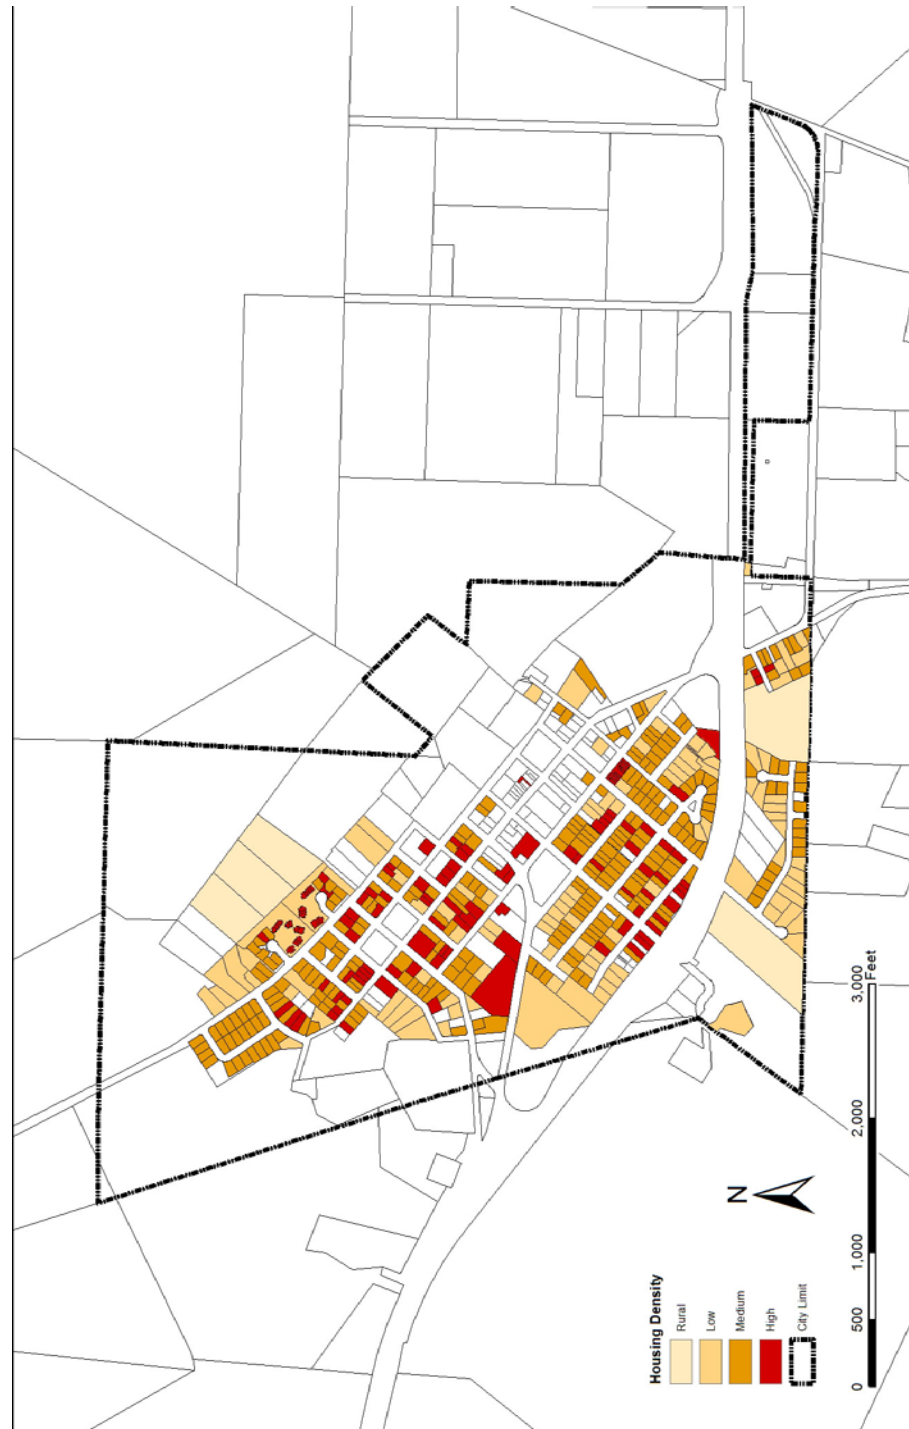 Housing Density
Rural
Low
Medium
High
City Limit
N
0 500 1,000 2,000 3,000
Feet